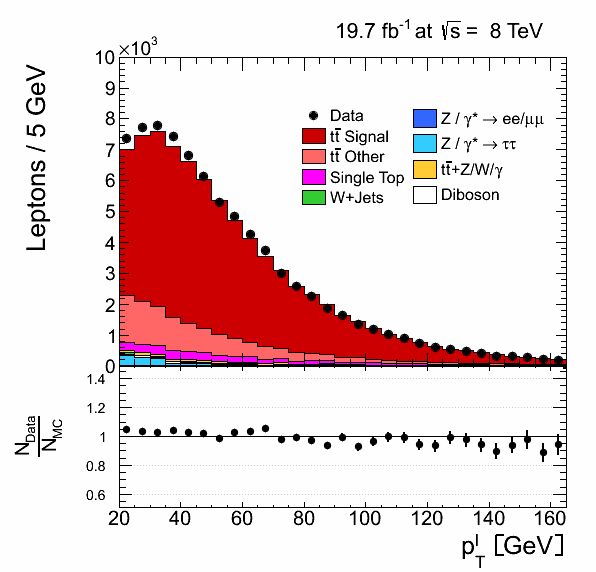 19.7 fb⁻¹ at √s = 8 TeV
×10³
Leptons / 5 GeV
10
9
8
7
6
5
4
3
2
1
0
Data
tt̄ Signal
tt̄ Other
Single Top
W+Jets
Z / γ* → ee/μμ
Z / γ* → ττ
tt̄+Z/W/γ
Diboson
N_Data
N_MC
1.4
1.2
1
0.8
0.6
20 40 60 80 100 120 140 160
p_T^l [GeV]